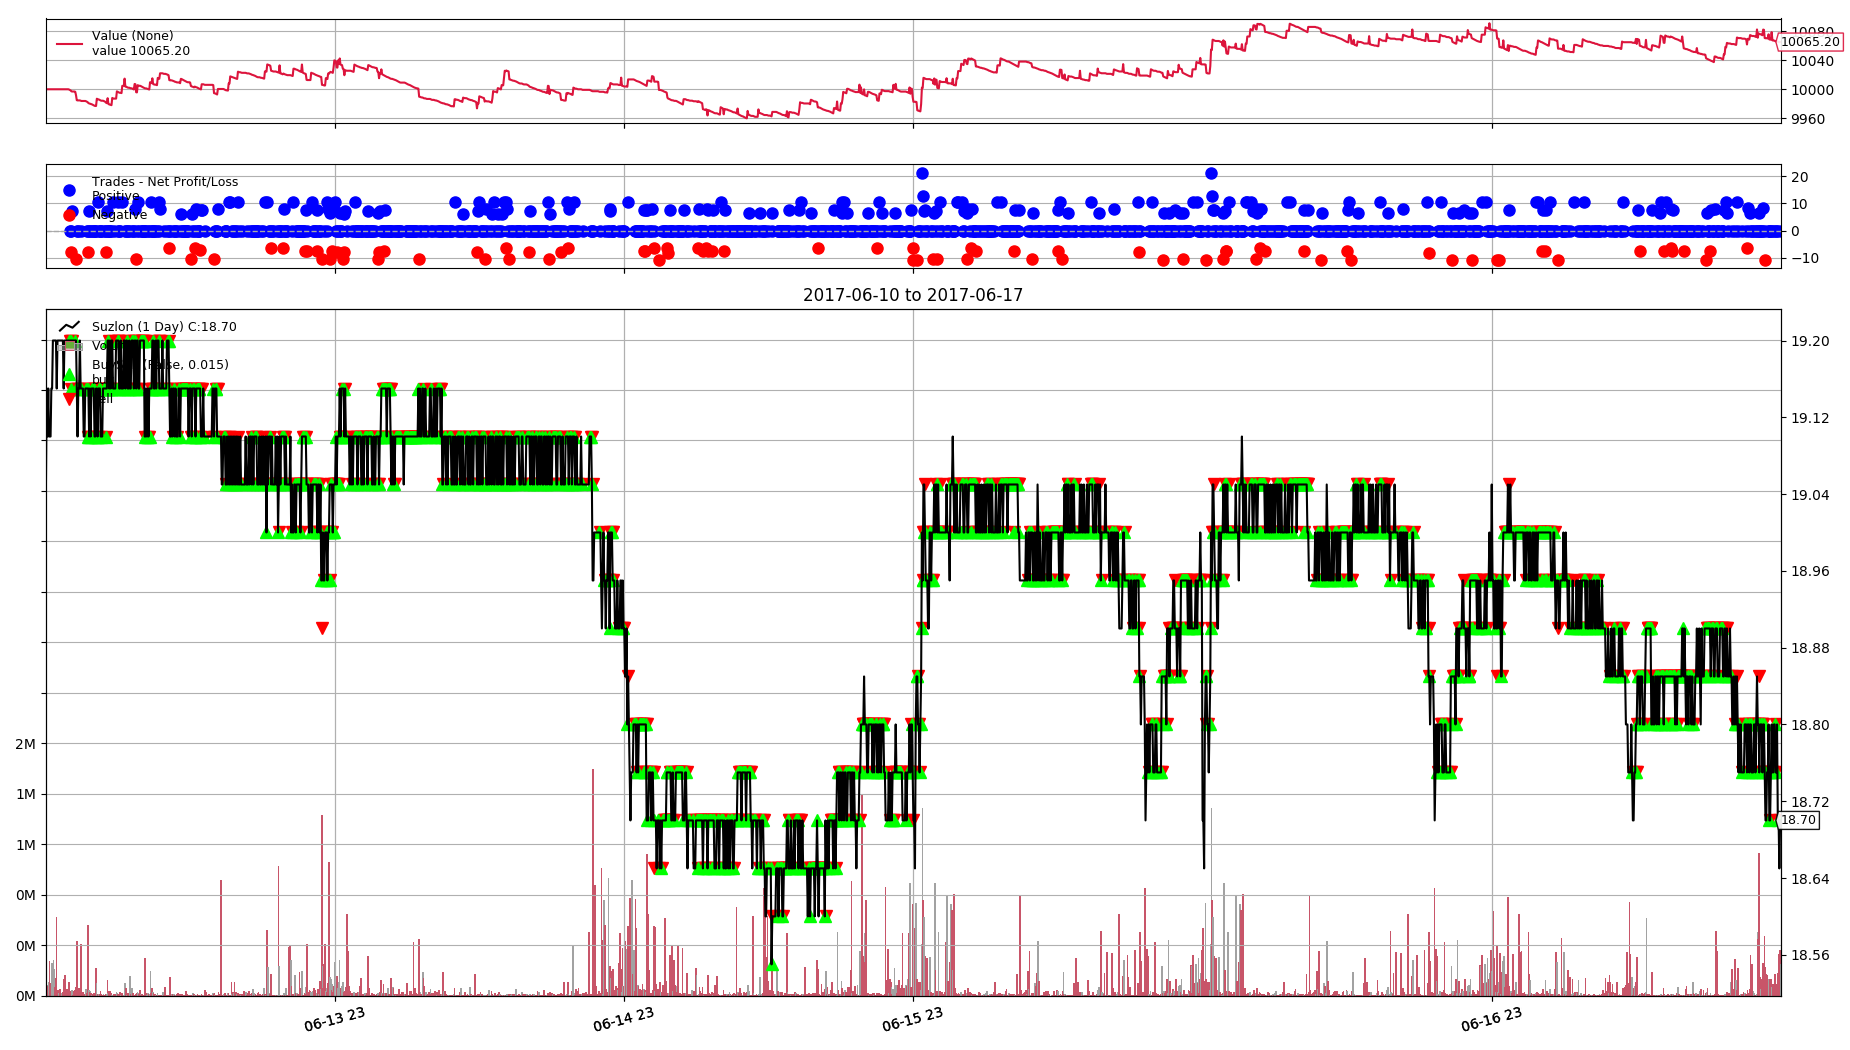 Value (None)
value 10065.20
10080
10065.20
10040
10000
9960
Trades - Net Profit/Loss
Positive
Negative
20
10
0
−10
2017-06-10 to 2017-06-17
Suzlon (1 Day) C:18.70
19.20
19.12
19.04
18.96
18.88
18.80
18.72
18.70
18.64
18.56
2M
1M
1M
0M
0M
0M
06-13 23
06-14 23
06-15 23
06-16 23